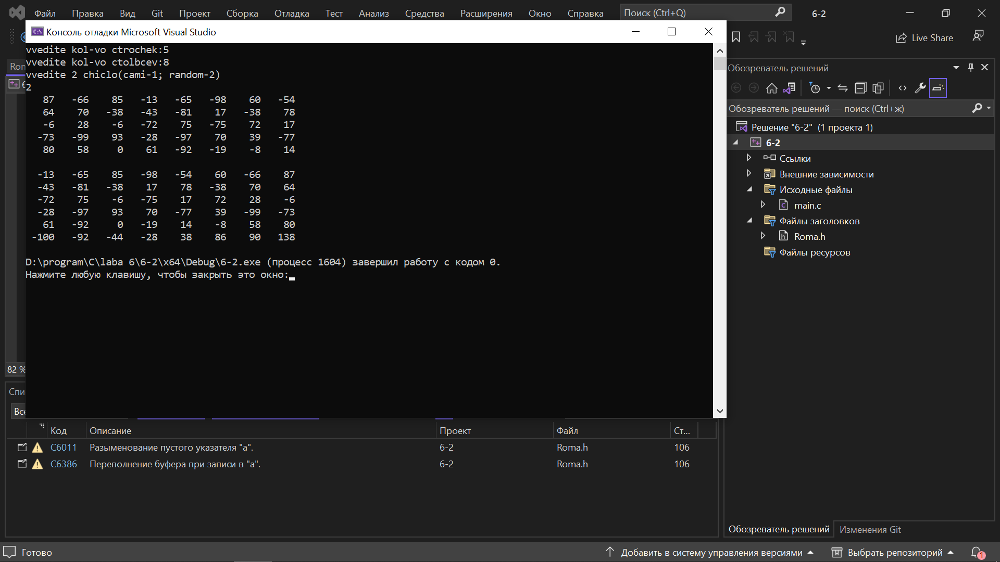 Файл Правка Вид Git Проект Сборка Отладка Тест Анализ Средства Расширения Окно Справка Поиск (Ctrl+Q) 6-2
Консоль отладки Microsoft Visual Studio
Live Share
vvedite kol-vo ctrochek:5
vvedite kol-vo ctolbcev:8
vvedite 2 chiclo(cami-1; random-2)
2
87 -66 85 -13 -65 -98 60 -54
64 70 -38 -43 -81 17 -38 78
-6 28 -6 -72 75 -75 72 17
-73 -99 93 -28 -97 70 39 -77
80 58 0 61 -92 -19 -8 14
-13 -65 85 -98 -54 60 -66 87
-43 -81 -38 17 78 -38 70 64
-72 75 -6 -75 17 72 28 -6
-28 -97 93 70 -77 39 -99 -73
61 -92 0 -19 14 -8 58 80
-100 -92 -44 -28 38 86 90 138
D:\program\C\laba 6\6-2\x64\Debug\6-2.exe (процесс 1604) завершил работу с кодом 0.
Нажмите любую клавишу, чтобы закрыть это окно:
Обозреватель решений
Обозреватель решений — поиск (Ctrl+ж)
Решение "6-2" (1 проекта 1)
6-2
Ссылки
Внешние зависимости
Исходные файлы
main.c
Файлы заголовков
Roma.h
Файлы ресурсов
82 %
Код Описание Проект Файл Ст...
C6011 Разыменование пустого указателя "a". 6-2 Roma.h 106
C6386 Переполнение буфера при записи в "a". 6-2 Roma.h 106
Обозреватель решений Изменения Git
Готово Добавить в систему управления версиями Выбрать репозиторий 1